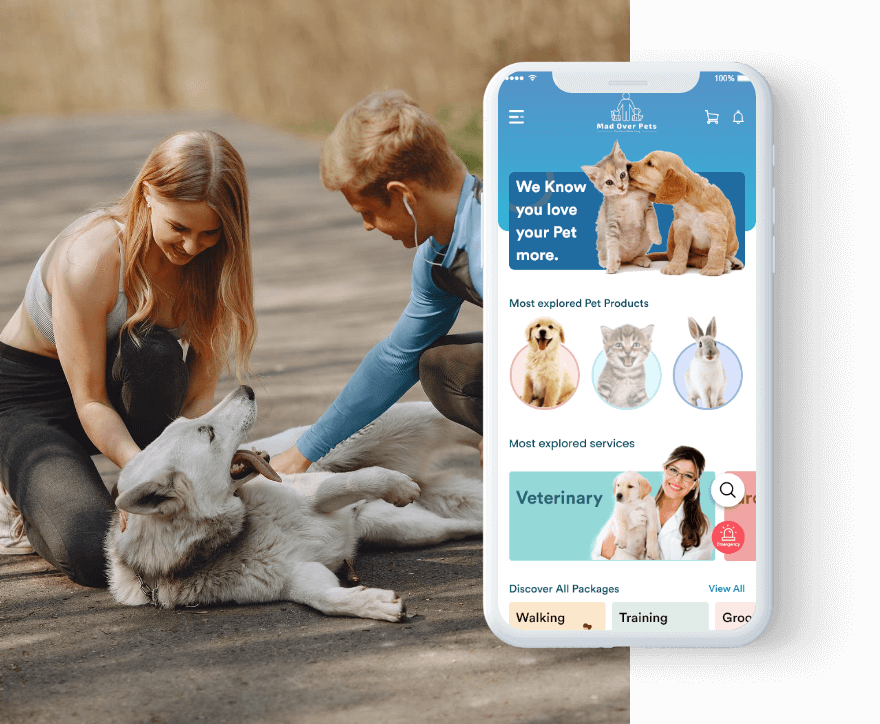 100%
Mad Over Pets
We Know
you love
your Pet
more.
Most explored Pet Products
Most explored services
Veterinary
Emergency
Discover All Packages
View All
Walking
Training
Groo